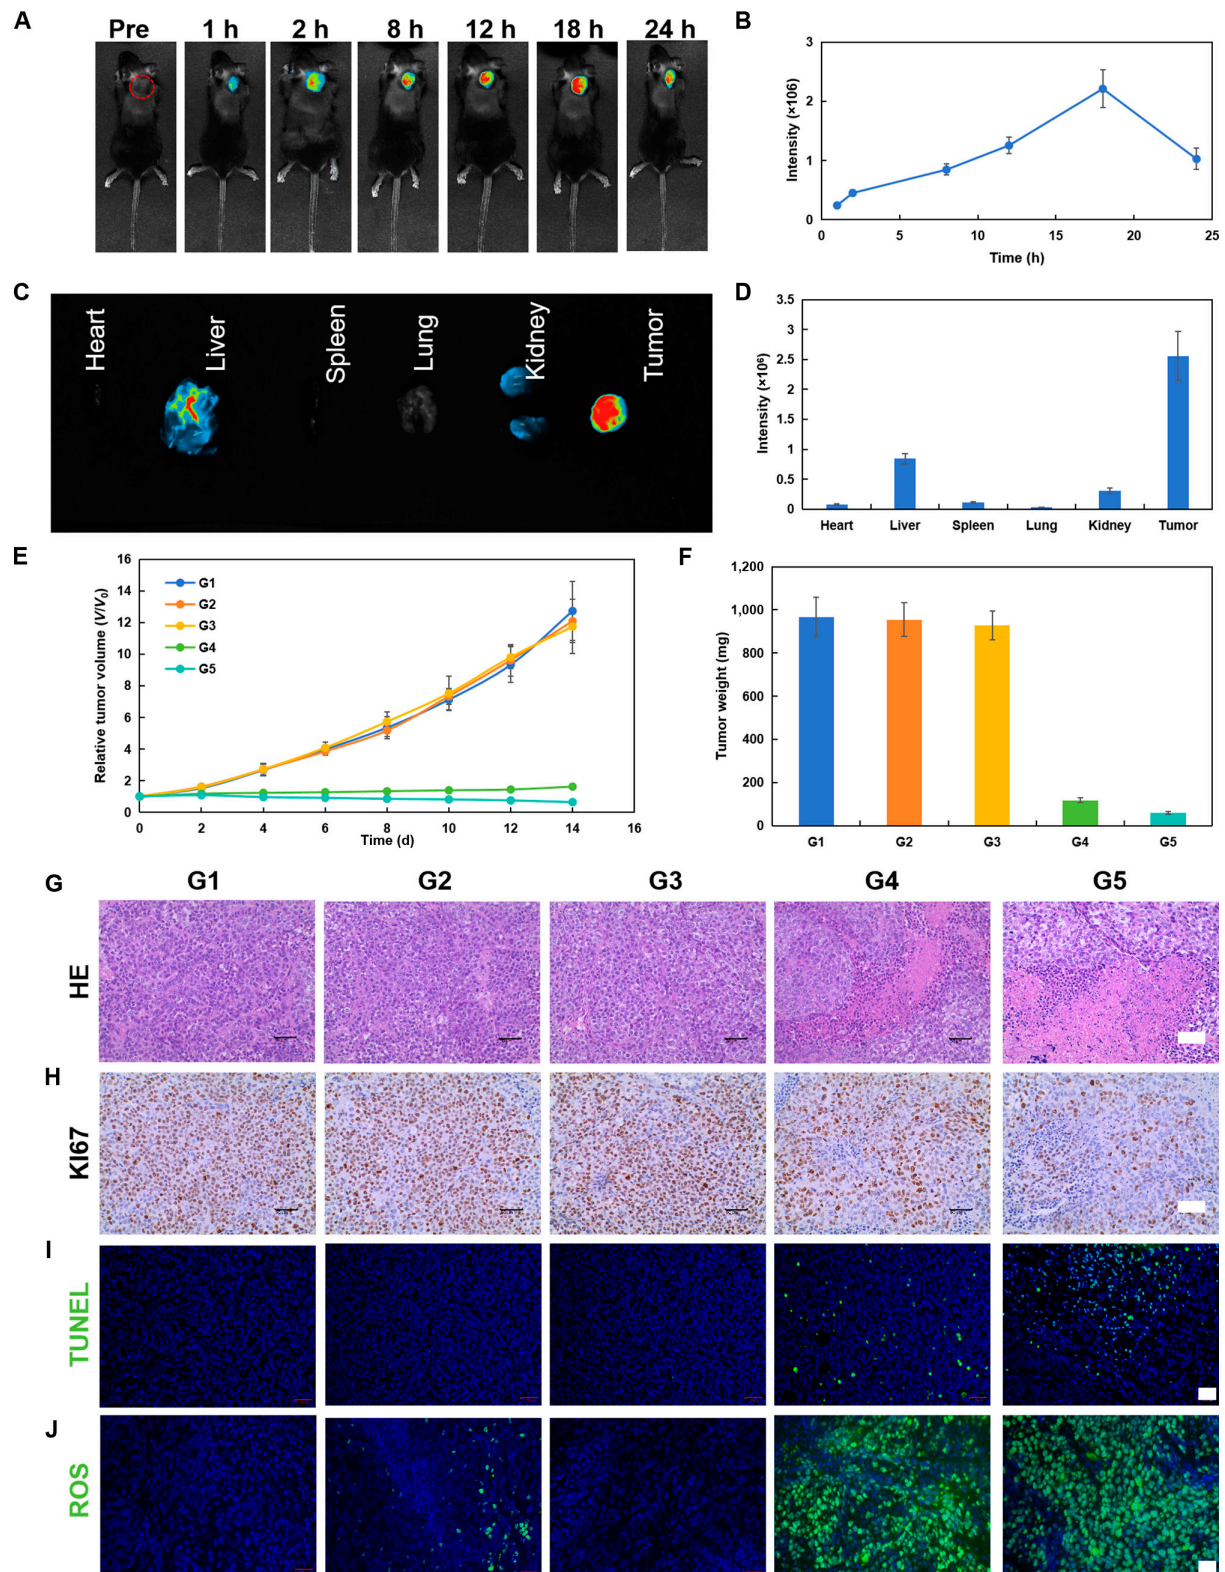 A
Pre 1 h 2 h 8 h 12 h 18 h 24 h
B
3
2
1
0
Intensity (×106)
0 5 10 15 20 25
Time (h)
C
Heart Liver Spleen Lung Kidney Tumor
D
3.5
3
2.5
2
1.5
1
0.5
0
Intensity (×10⁶)
Heart Liver Spleen Lung Kidney Tumor
E
16
14
12
10
8
6
4
2
0
Relative tumor volume (V/V₀)
G1
G2
G3
G4
G5
0 2 4 6 8 10 12 14 16
Time (d)
F
1,200
1,000
800
600
400
200
0
Tumor weight (mg)
G1 G2 G3 G4 G5
G1 G2 G3 G4 G5
G
HE
H
KI67
I
TUNEL
J
ROS